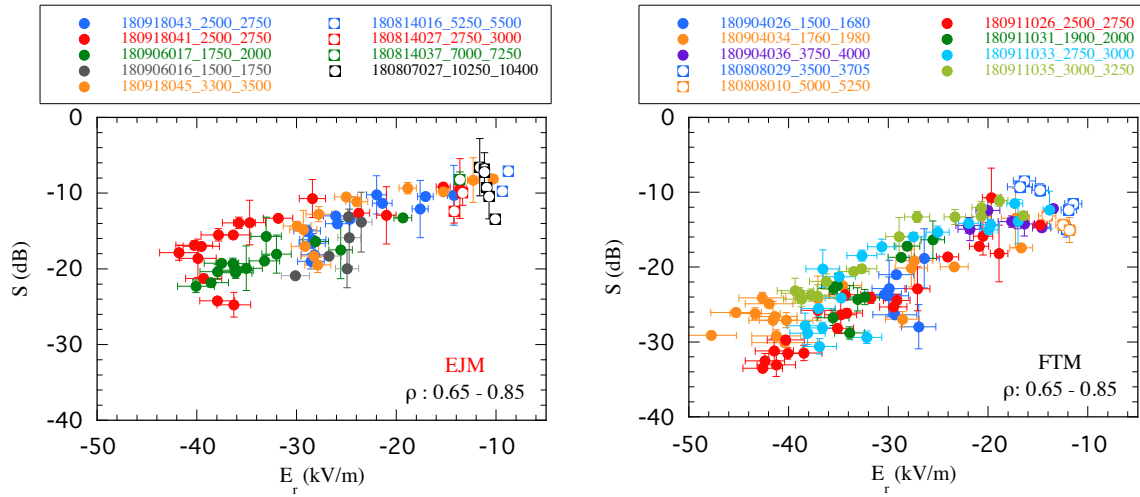 180918043_2500_2750
180918041_2500_2750
180906017_1750_2000
180906016_1500_1750
180918045_3300_3500
180814016_5250_5500
180814027_2750_3000
180814037_7000_7250
180807027_10250_10400
0
-10
-20
-30
-40
S (dB)
EJM
ρ : 0.65 - 0.85
-50 -40 -30 -20 -10
E_r (kV/m)
180904026_1500_1680
180904034_1760_1980
180904036_3750_4000
180808029_3500_3705
180808010_5000_5250
180911026_2500_2750
180911031_1900_2000
180911033_2750_3000
180911035_3000_3250
0
-10
-20
-30
-40
S (dB)
FTM
ρ: 0.65 - 0.85
-50 -40 -30 -20 -10
E_r (kV/m)